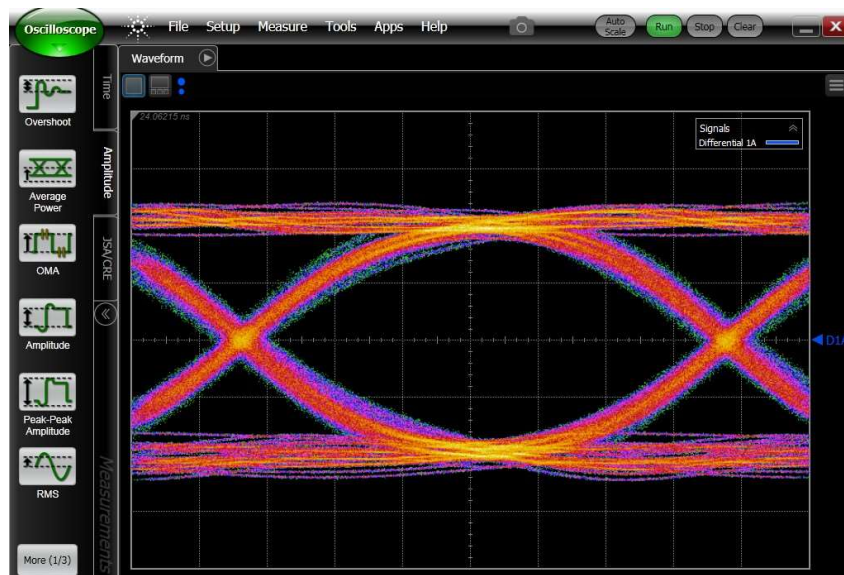 Oscilloscope
File Setup Measure Tools Apps Help
Auto
Scale
Run
Stop
Clear
X
Waveform
Time
Amplitude
JSA/CRE
Measurements
Overshoot
Average
Power
OMA
Amplitude
Peak-Peak
Amplitude
RMS
More (1/3)
24.06215 ns
Signals
Differential 1A
D1A